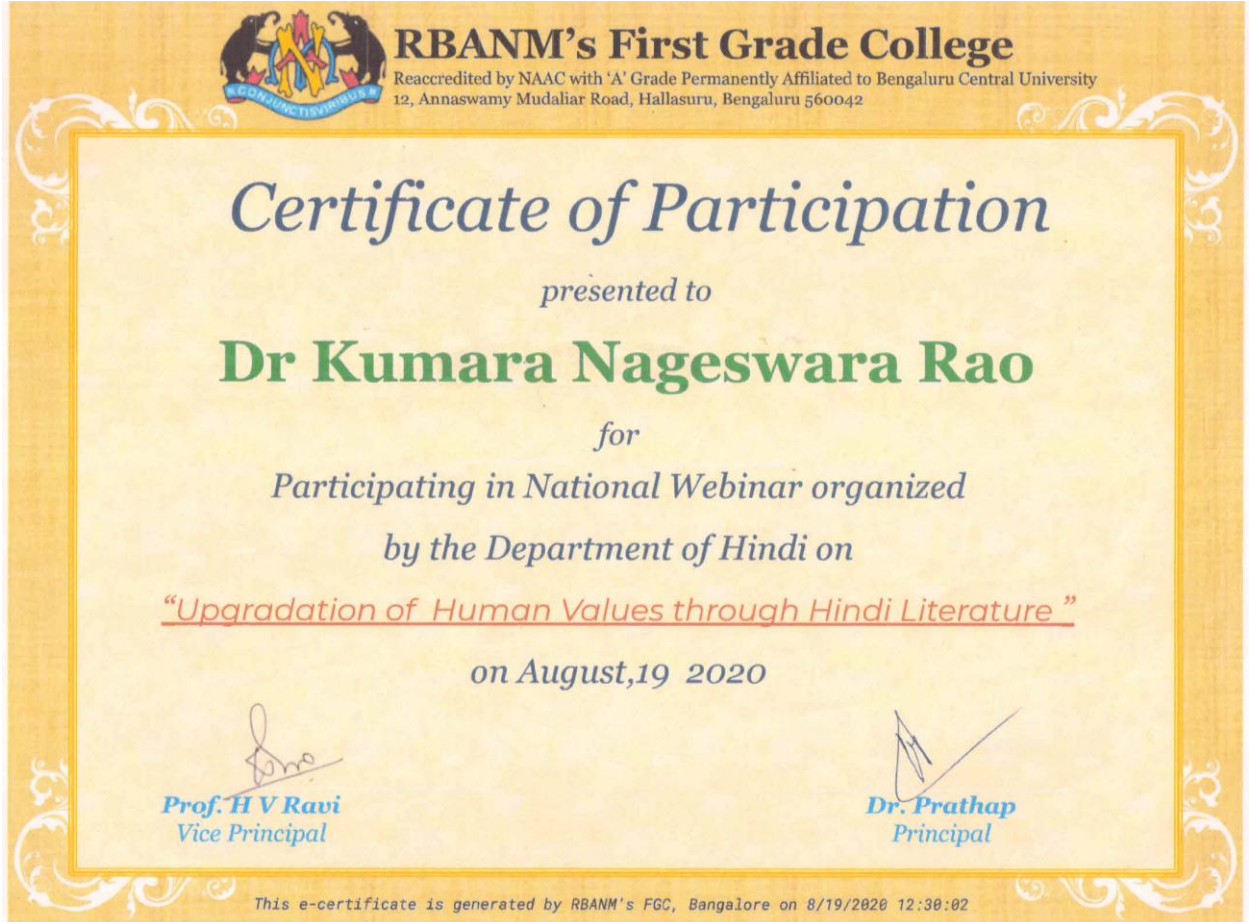 RBANM's First Grade College
Reaccredited by NAAC with 'A' Grade Permanently Affiliated to Bengaluru Central University
12, Annaswamy Mudaliar Road, Hallasuru, Bengaluru 560042
CONJUNCTISVIRIBUS
Certificate of Participation
presented to
Dr Kumara Nageswara Rao
for
Participating in National Webinar organized
by the Department of Hindi on
"Upgradation of Human Values through Hindi Literature "
on August,19 2020
Prof. H V Ravi
Vice Principal
Dr. Prathap
Principal
This e-certificate is generated by RBANM's FGC, Bangalore on 8/19/2020 12:30:02